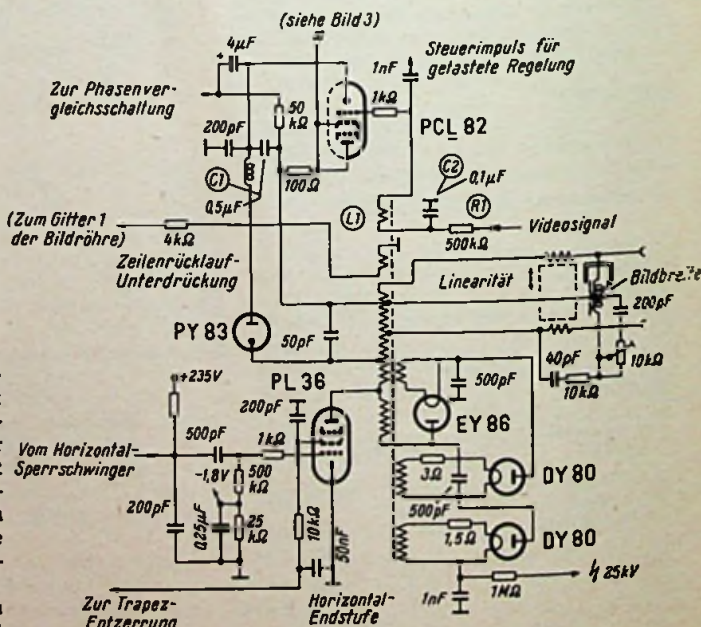 (siehe Bild 3)
4µF
1nF
Steuerimpuls für
getastete Regelung
Zur Phasenver-
gleichsschaltung
50
kΩ
1kΩ
PCL 82
200pF
C1
0,5µF
100Ω
L1
C2
0,1µF
R1
Videosignal
500kΩ
(Zum Gitter 1
der Bildröhre)
4kΩ
Zeilenrücklauf-
Unterdrückung
Linearität
Bildbreite
200pF
PY 83
50pF
40pF
10kΩ
10kΩ
+235V
PL 36
200pF
500pF
EY 86
500pF
1kΩ
Vom Horizontal-
Sperrschwinger
-1,8V
500
kΩ
3Ω
DY 80
200pF
0,25µF
25
kΩ
10kΩ
50nF
500pF
1,5Ω
DY 80
25kV
1nF
1MΩ
Zur Trapez-
Entzerrung
Horizontal-
Endstufe